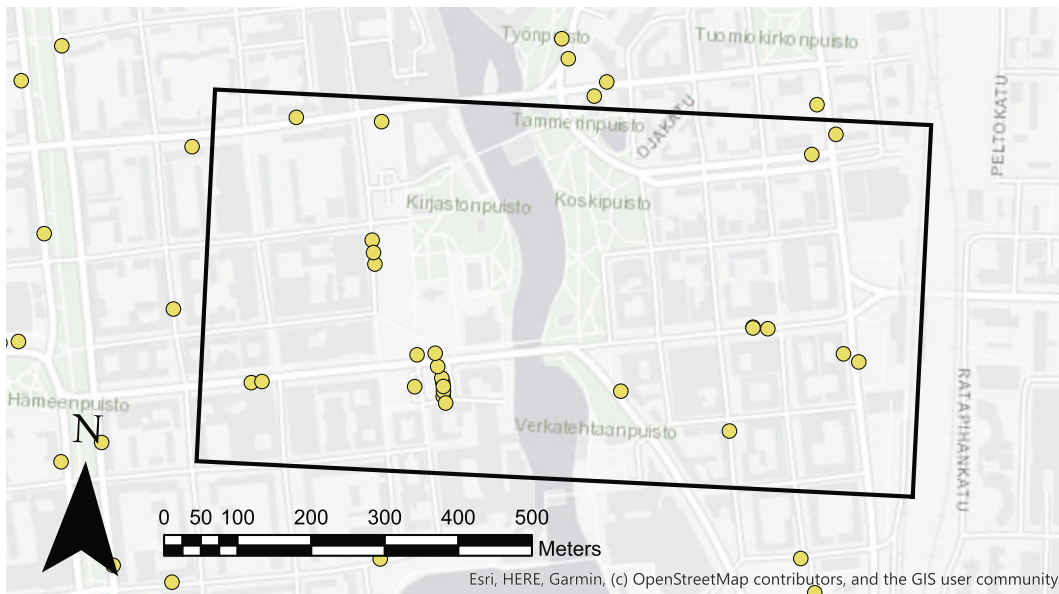 Työnpuisto
Tuomiokirkonpuisto
PELTOKATU
Tammerinpuisto
DJAKATU
Kirjastonpuisto
Koskipuisto
Hämeenpuisto
N
Verkatehtaanpuisto
RATAPIHANKATU
0 50 100 200 300 400 500
Meters
Esri, HERE, Garmin, (c) OpenStreetMap contributors, and the GIS user community